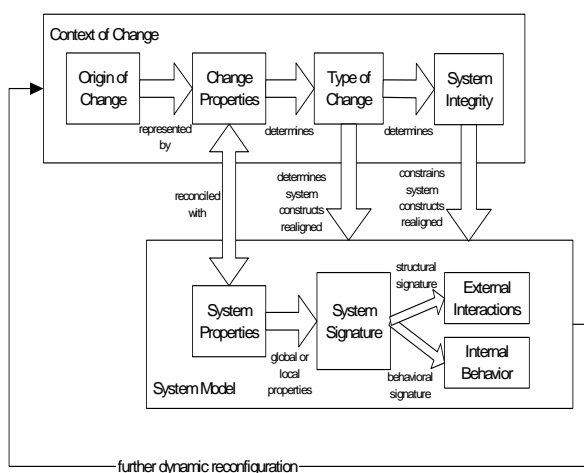 Context of Change
Origin of
Change
Change
Properties
Type of
Change
System
Integrity
represented
by
determines
determines
reconciled
with
determines
system
constructs
realigned
constrains
system
constructs
realigned
System
Properties
System
Signature
structural
signature
External
Interactions
Internal
Behavior
global or
local
properties
behavioral
signature
System Model
further dynamic reconfiguration